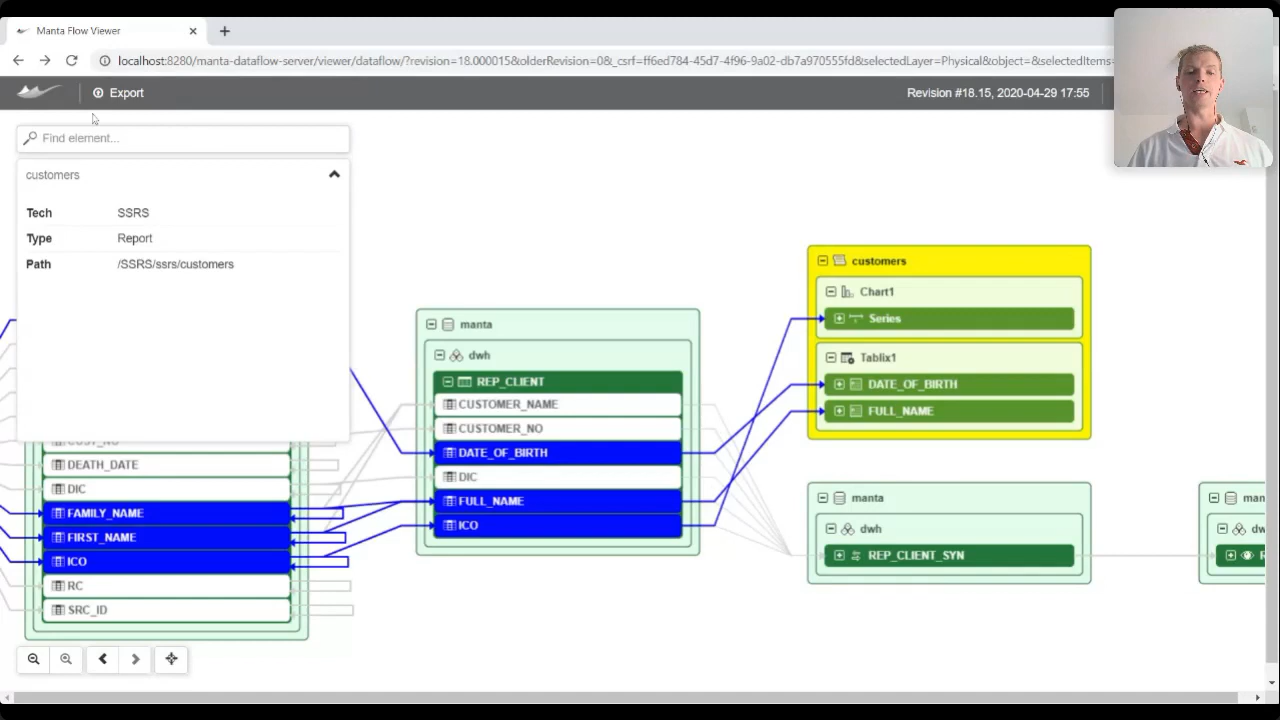 Manta Flow Viewer
localhost:8280/manta-dataflow-server/viewer/dataflow/?revision=18.000015&olderRevision=0&_csrf=ff6ed784-45d7-4f96-9a02-db7a970555fd&selectedLayer=Physical&object=&selectedItems=
Export
Revision #18.15, 2020-04-29 17:55
Find element...
customers
Tech SSRS
Type Report
Path /SSRS/ssrs/customers
DEATH_DATE
DIC
FAMILY_NAME
FIRST_NAME
ICO
RC
SRC_ID
manta
dwh
REP_CLIENT
CUSTOMER_NAME
CUSTOMER_NO
DATE_OF_BIRTH
DIC
FULL_NAME
ICO
customers
Chart1
Series
Tablix1
DATE_OF_BIRTH
FULL_NAME
manta
dwh
REP_CLIENT_SYN